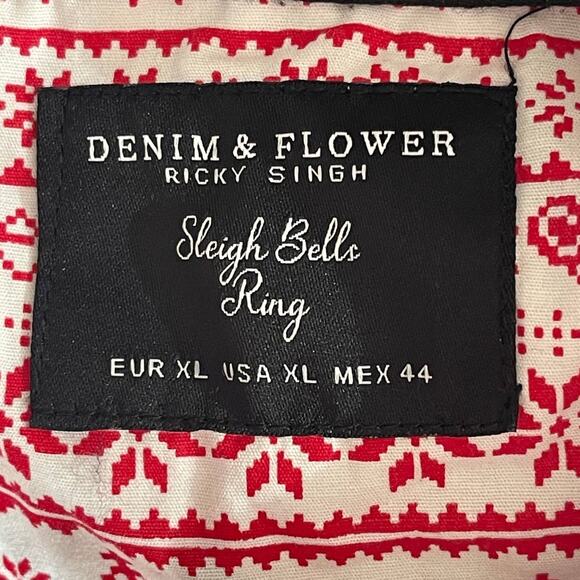 DENIM & FLOWER
RICKY SINGH
Sleigh Bells
Ring
EUR XL USA XL MEX 44